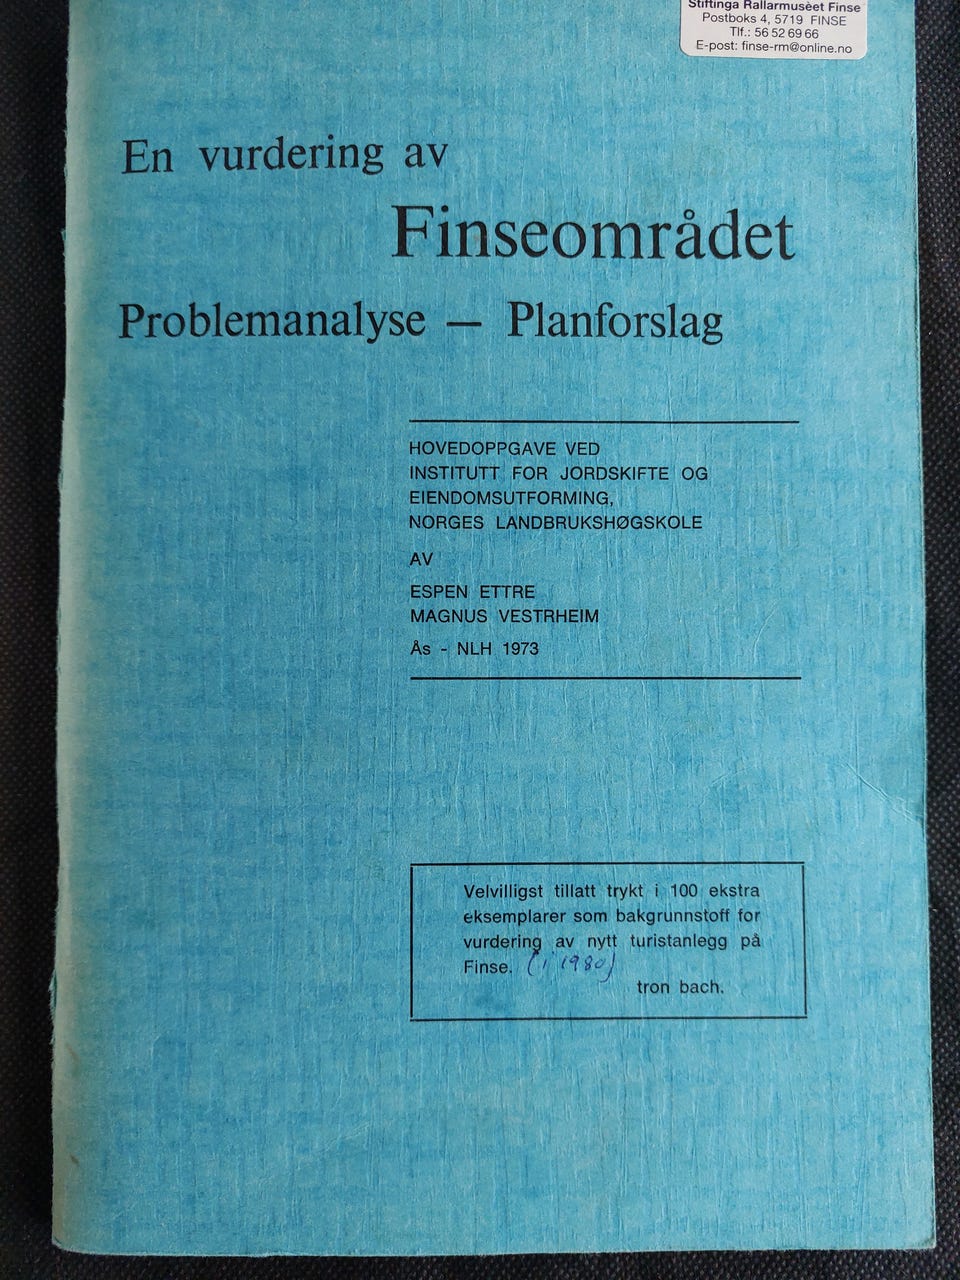 Stiftinga Rallarmusèet Finse
Postboks 4, 5719 FINSE
Tlf.: 56 52 69 66
E-post: finse-rm@online.no
En vurdering av
Finseområdet
Problemanalyse — Planforslag
HOVEDOPPGAVE VED
INSTITUTT FOR JORDSKIFTE OG
EIENDOMSUTFORMING,
NORGES LANDBRUKSHØGSKOLE
AV
ESPEN ETTRE
MAGNUS VESTRHEIM
Ås - NLH 1973
Velvilligst tillatt trykt i 100 ekstra
eksemplarer som bakgrunnstoff for
vurdering av nytt turistanlegg på
Finse. (i 1980)
tron bach.